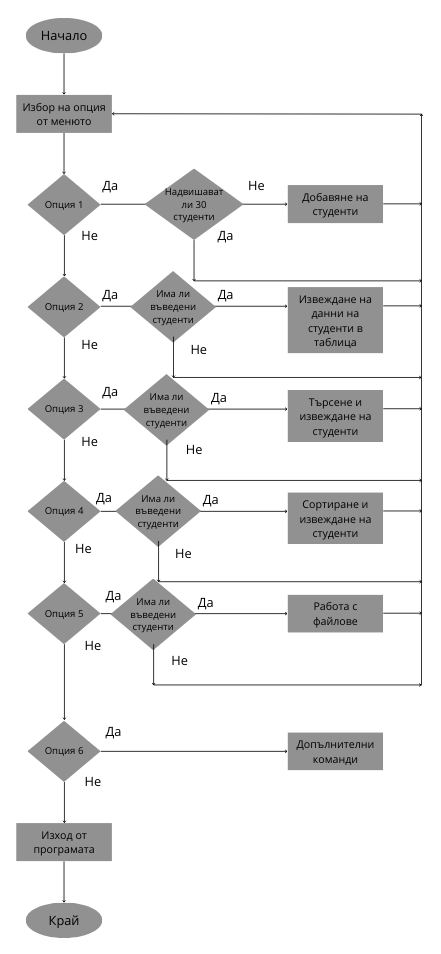 Начало
Избор на опция
от менюто
Опция 1
Да
Надвишават
ли 30
студенти
Не
Добавяне на
студенти
Не
Да
Опция 2
Да
Има ли
въведени
студенти
Да
Извеждане на
данни на
студенти в
таблица
Не
Не
Опция 3
Да
Има ли
въведени
студенти
Да
Търсене и
извеждане на
студенти
Не
Не
Опция 4
Да
Има ли
въведени
студенти
Да
Сортиране и
извеждане на
студенти
Не
Не
Опция 5
Да
Има ли
въведени
студенти
Да
Работа с
файлове
Не
Не
Опция 6
Да
Допълнителни
команди
Не
Изход от
програмата
Край